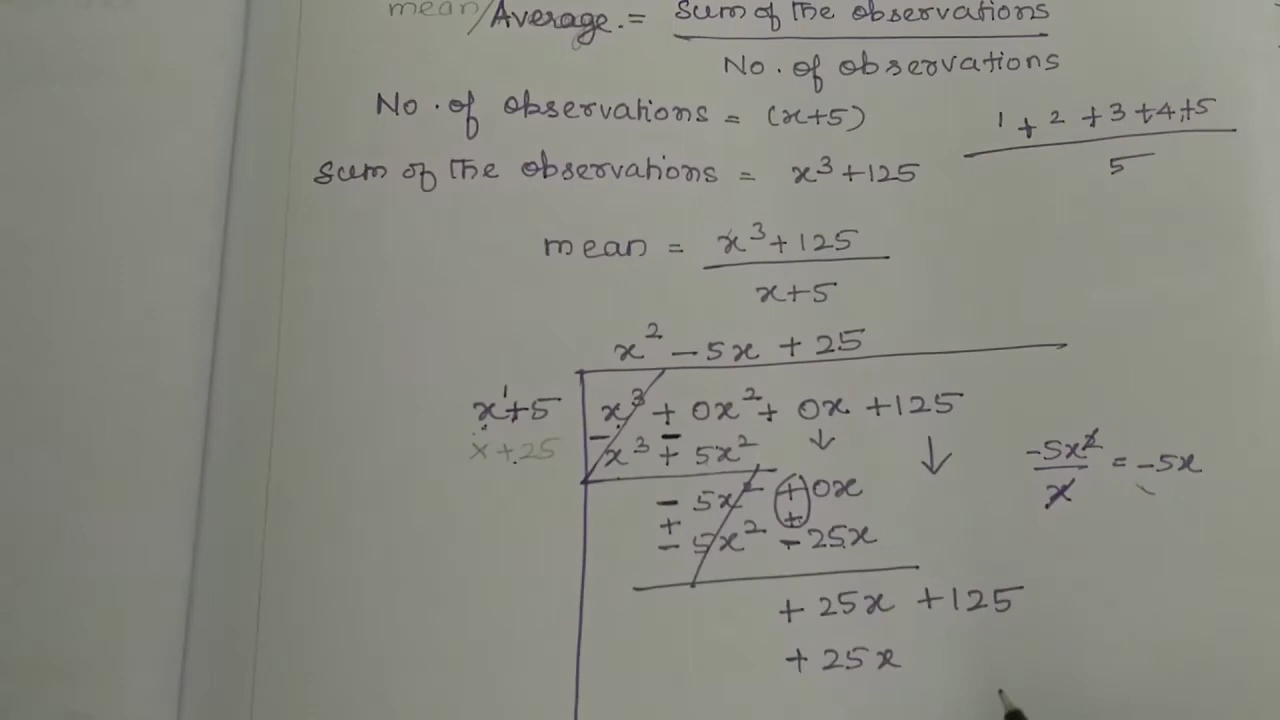 mean/Average. = Sum of the observations
No. of observations
No. of observations = (x+5)
1 + 2 + 3 + 4 + 5
5
Sum of the observations = x³ + 125
mean = x³ + 125
x + 5
x² - 5x + 25
x¹+5
x³ + 0x² + 0x + 125
x + 25
- -
x³ + 5x²
-5x²
x
= -5x
- 5x² + 0x
+ +
- 5x² - 25x
+ 25x + 125
+ 25x